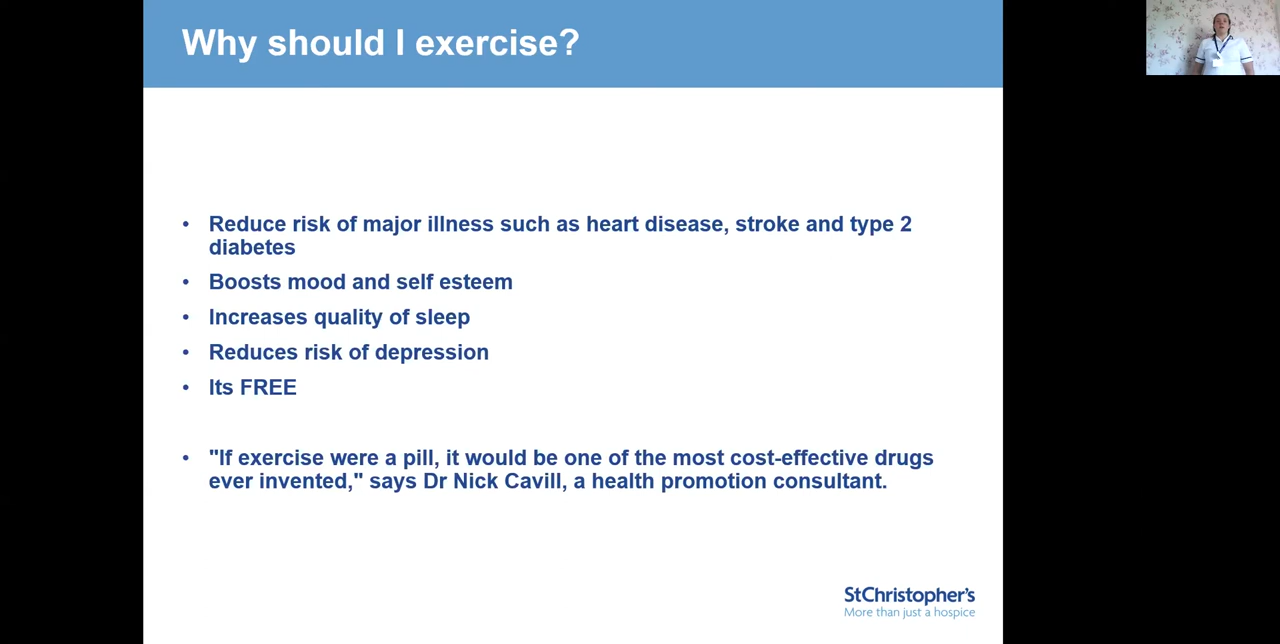 Why should I exercise?
• Reduce risk of major illness such as heart disease, stroke and type 2
diabetes
• Boosts mood and self esteem
• Increases quality of sleep
• Reduces risk of depression
• Its FREE
• "If exercise were a pill, it would be one of the most cost-effective drugs
ever invented," says Dr Nick Cavill, a health promotion consultant.
StChristopher's
More than just a hospice